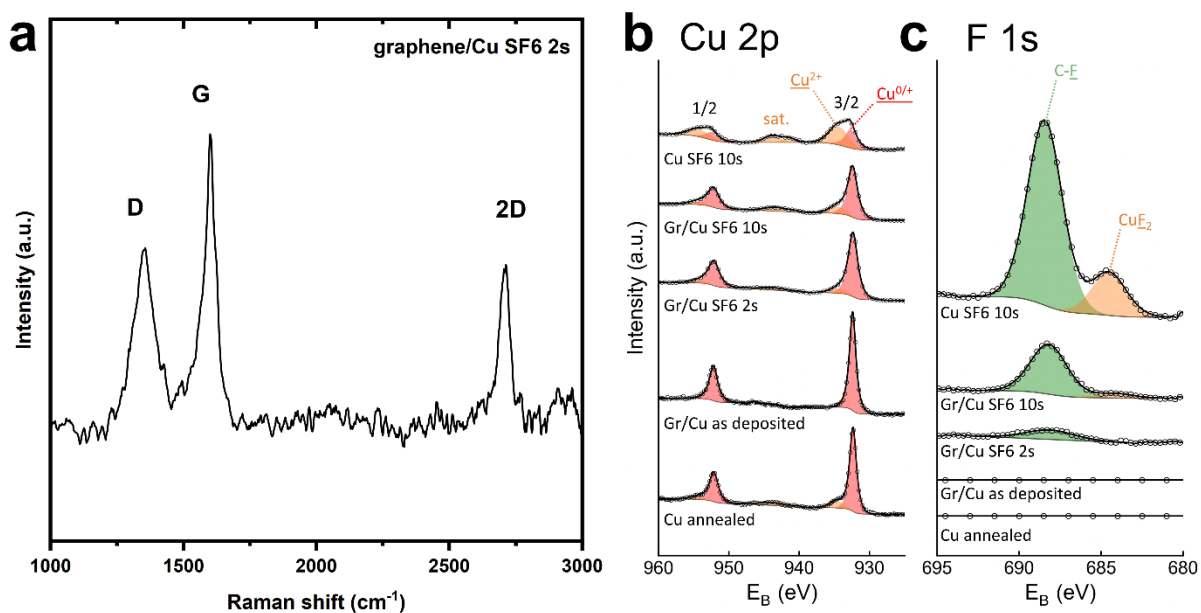 a
graphene/Cu SF6 2s
G
D
2D
Intensity (a.u.)
1000 1500 2000 2500 3000
Raman shift (cm⁻¹)
b Cu 2p
Cu²⁺
Cu⁰/⁺
1/2
sat.
3/2
Cu SF6 10s
Gr/Cu SF6 10s
Gr/Cu SF6 2s
Gr/Cu as deposited
Cu annealed
Intensity (a.u.)
960 950 940 930
E_B (eV)
c F 1s
C-F
CuF₂
Cu SF6 10s
Gr/Cu SF6 10s
Gr/Cu SF6 2s
Gr/Cu as deposited
Cu annealed
695 690 685 680
E_B (eV)